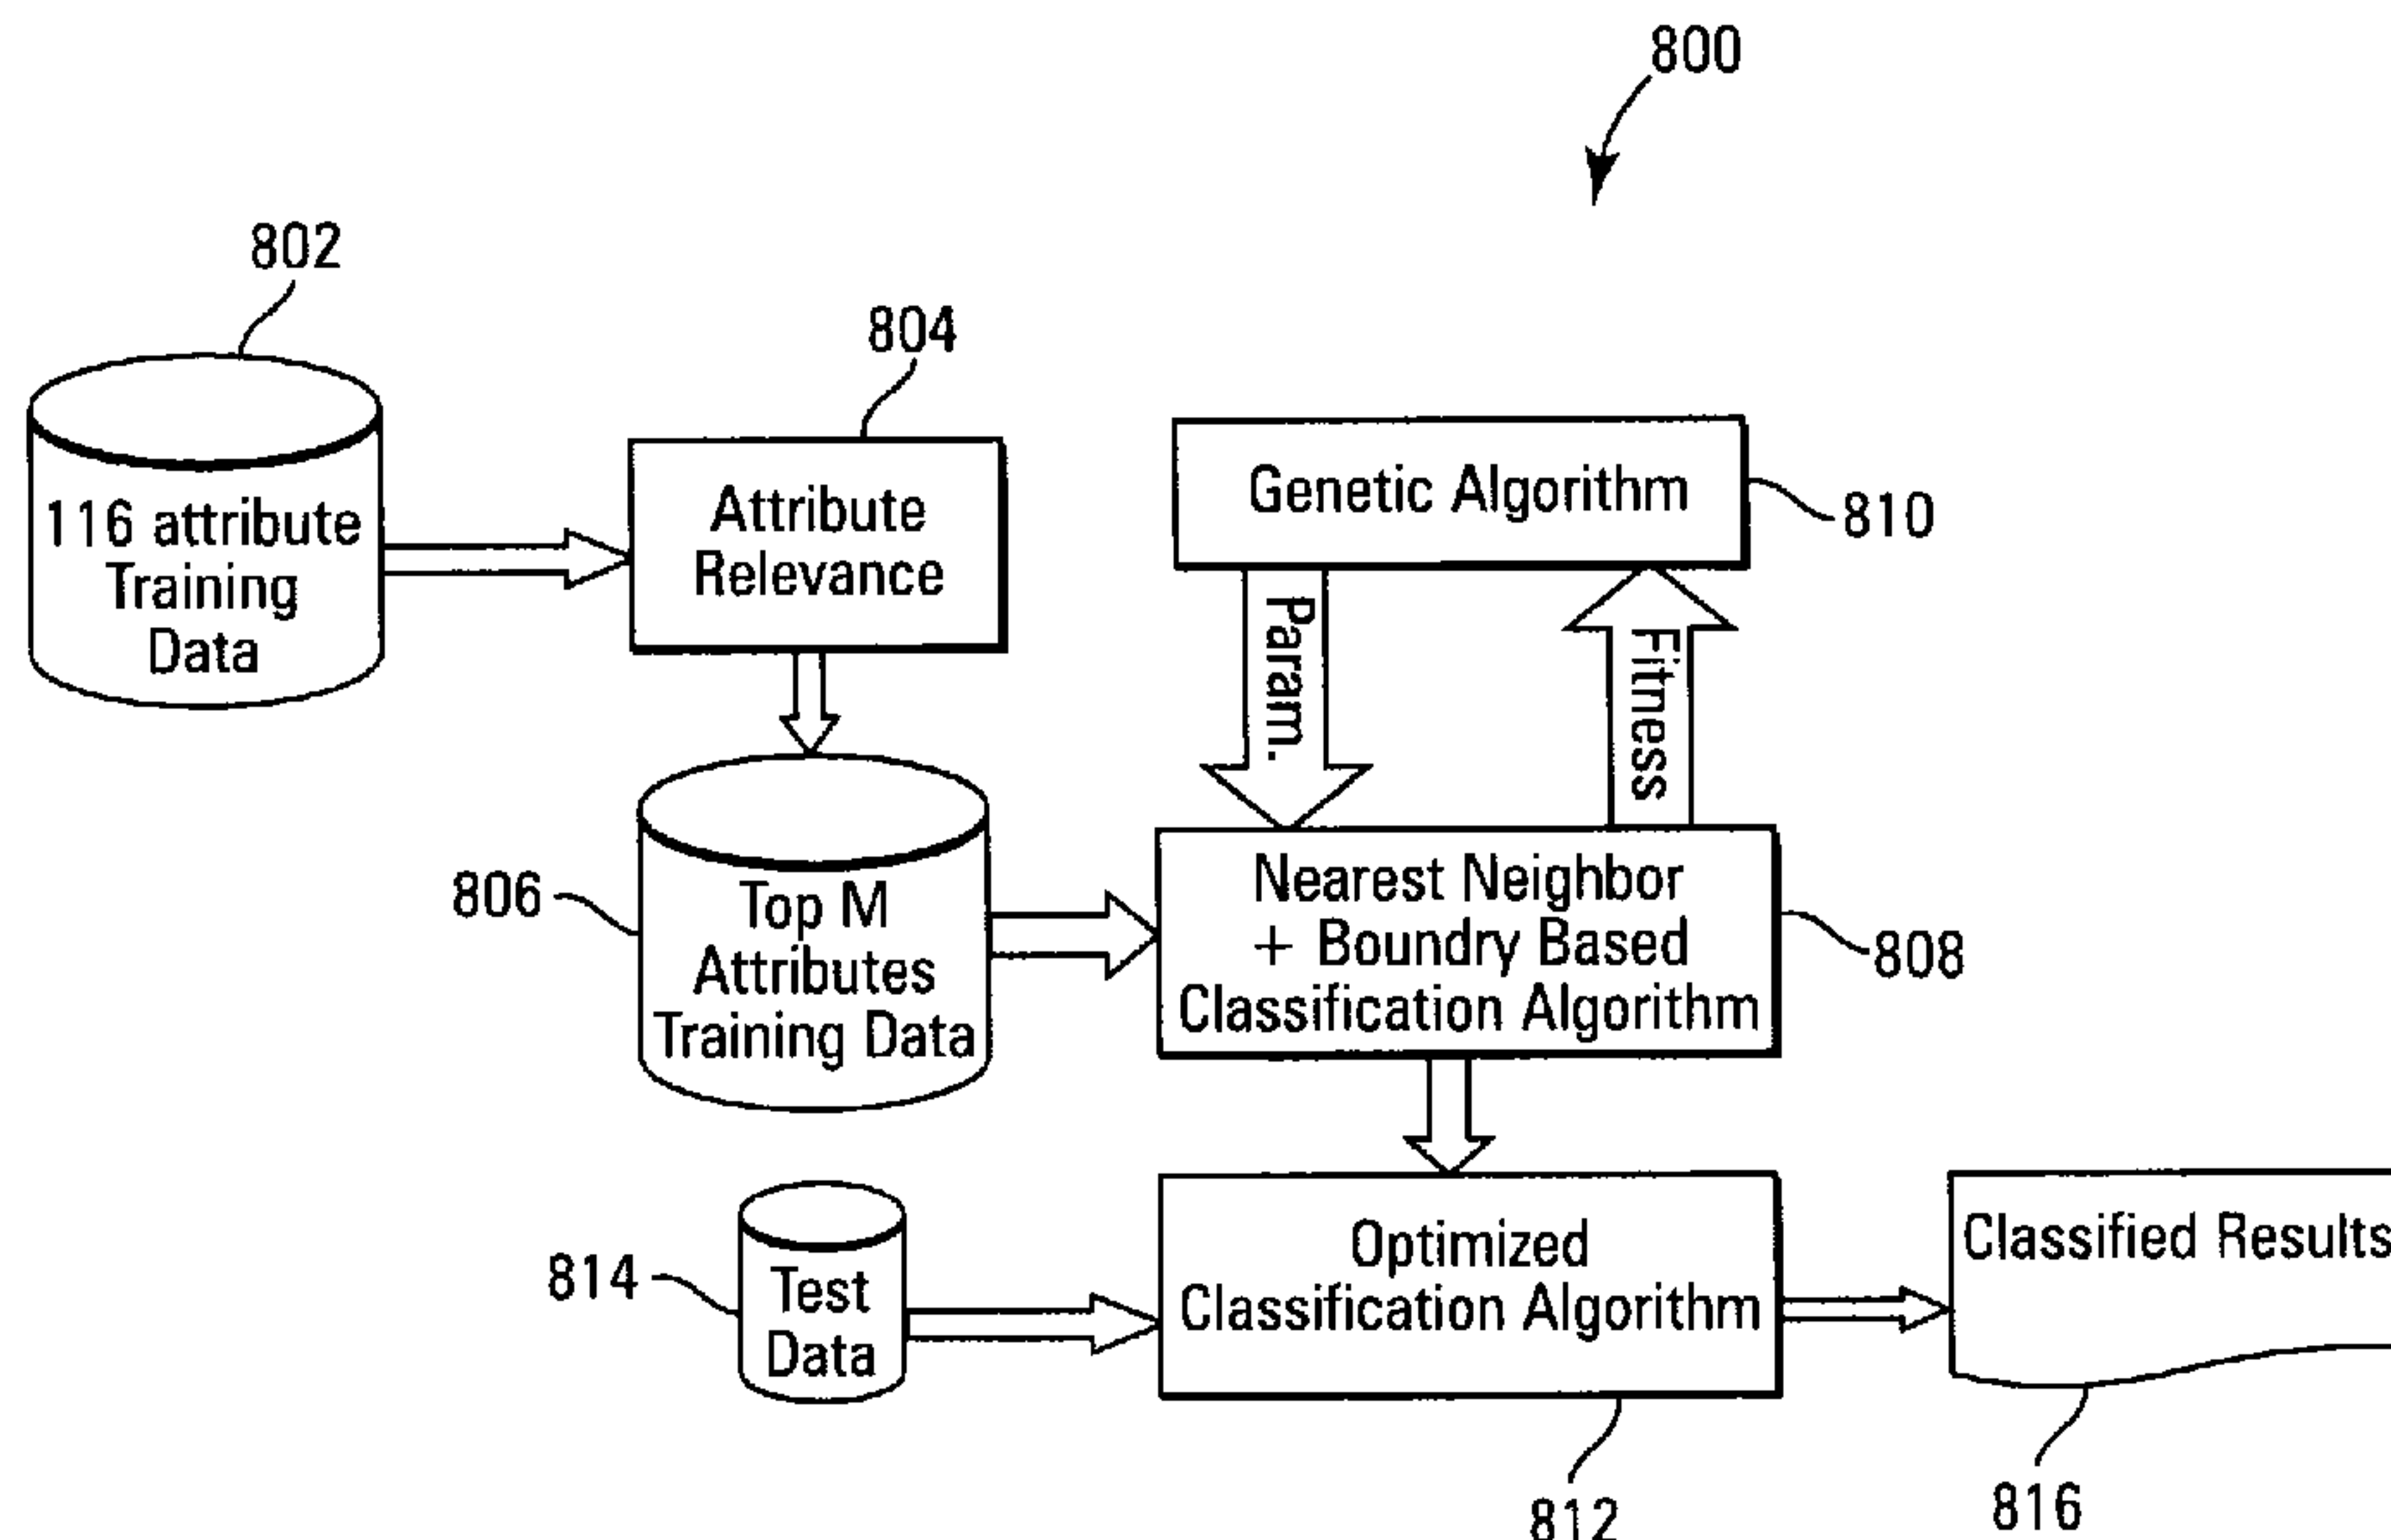 800
802
804
116 attribute
Training
Data
Attribute
Relevance
Genetic Algorithm
810
Param.
Fitness
806
Top M
Attributes
Training Data
Nearest Neighbor
+ Boundry Based
Classification Algorithm
808
814
Test
Data
Optimized
Classification Algorithm
Classified Results
812
816